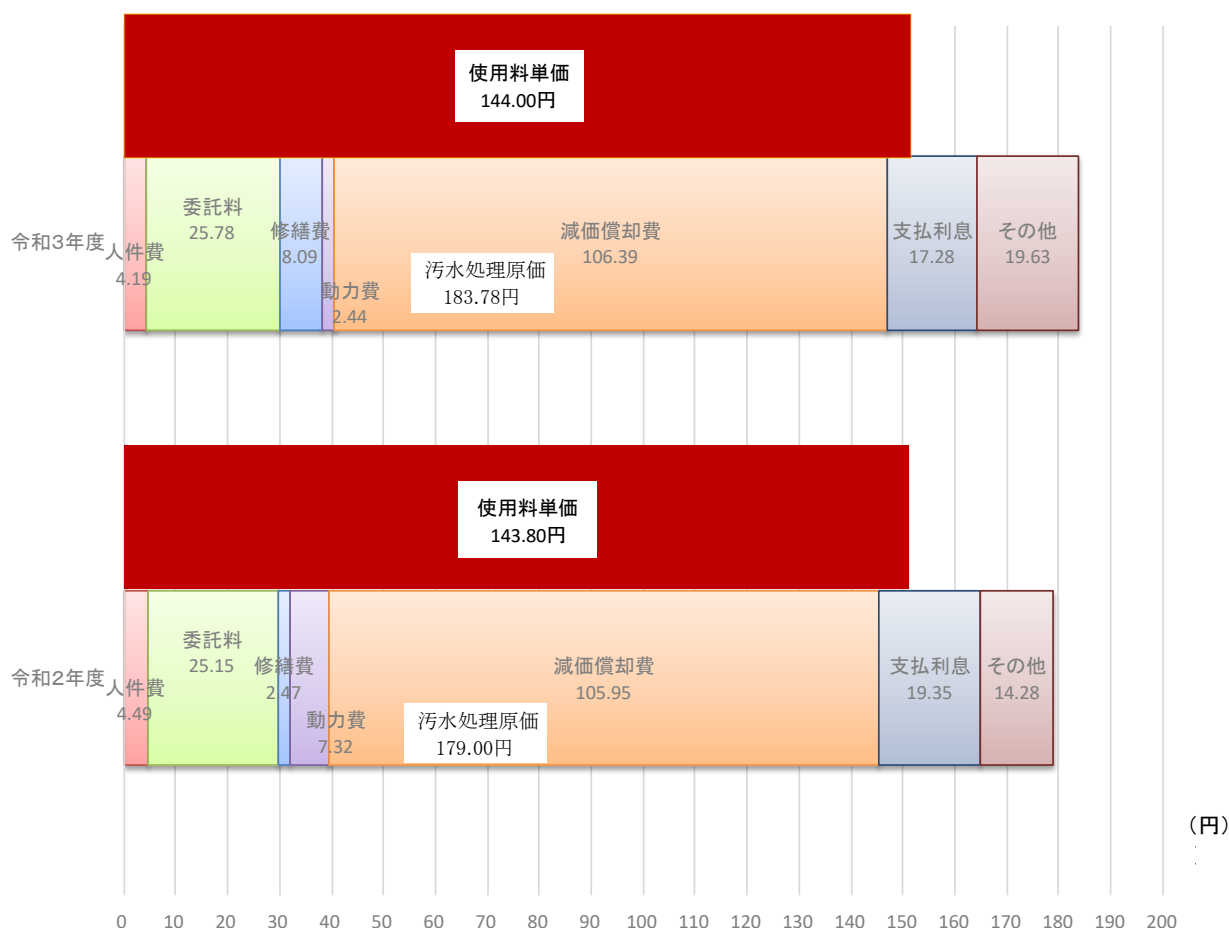 使用料単価
144.00円
令和3年度
人件費
4.19
委託料
25.78
修繕費
8.09
動力費
2.44
減価償却費
106.39
汚水処理原価
183.78円
支払利息
17.28
その他
19.63
使用料単価
143.80円
令和2年度
人件費
4.49
委託料
25.15
修繕費
2.47
動力費
7.32
減価償却費
105.95
汚水処理原価
179.00円
支払利息
19.35
その他
14.28
（円）
0 10 20 30 40 50 60 70 80 90 100 110 120 130 140 150 160 170 180 190 200